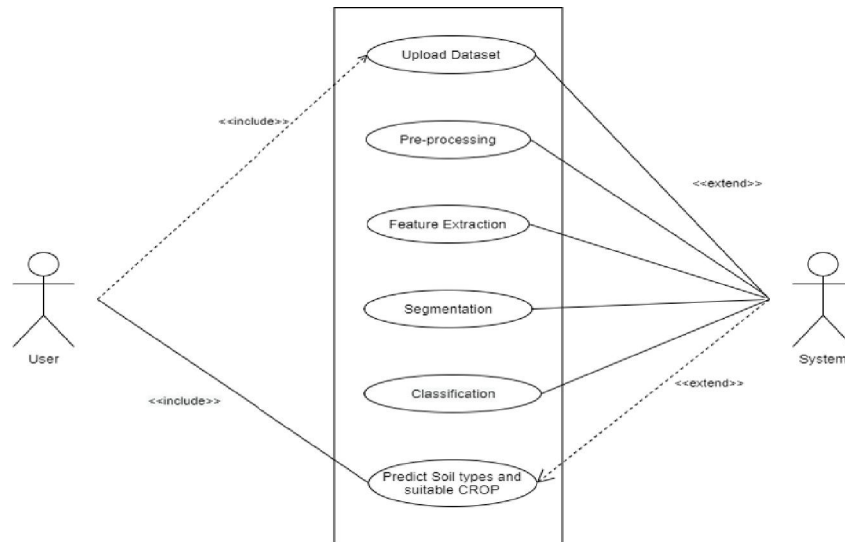 Upload Dataset
<<include>>
Pre-processing
<<extend>>
Feature Extraction
Segmentation
User
System
<<extend>>
Classification
<<include>>
Predict Soil types and
suitable CROP